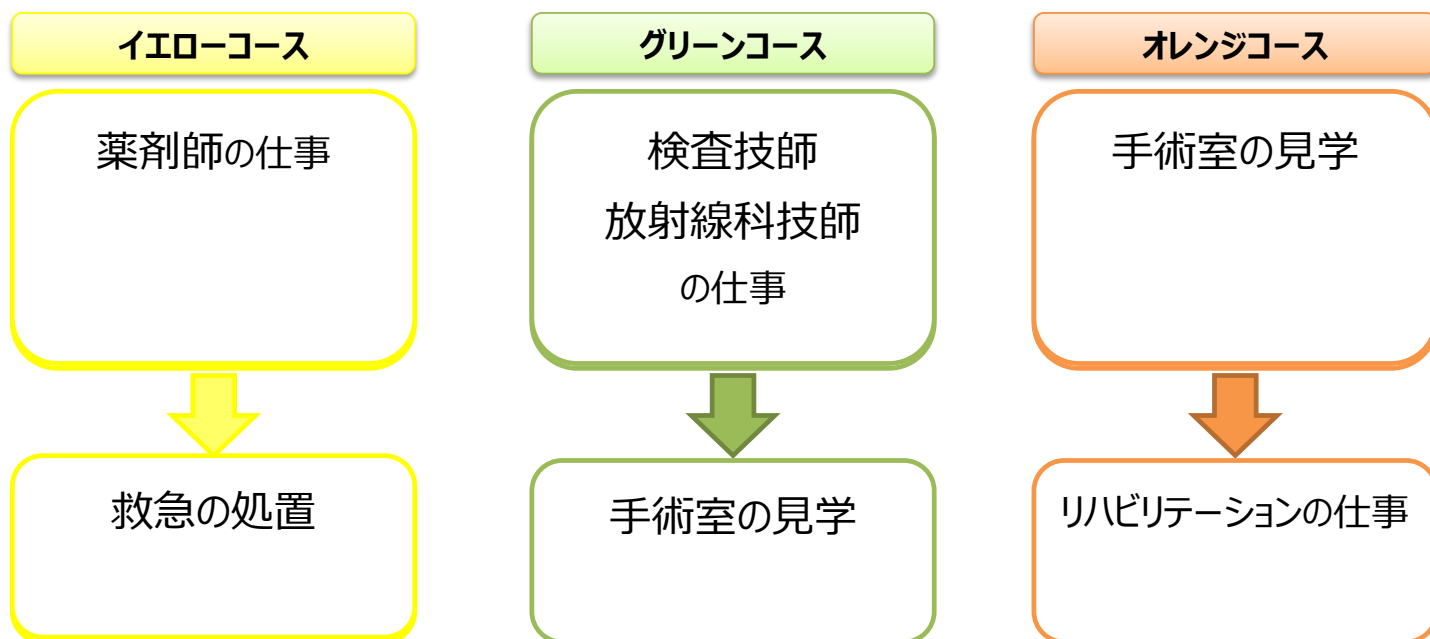 イエローコース
薬剤師の仕事
救急の処置
グリーンコース
検査技師
放射線科技師
の仕事
手術室の見学
オレンジコース
手術室の見学
リハビリテーションの仕事